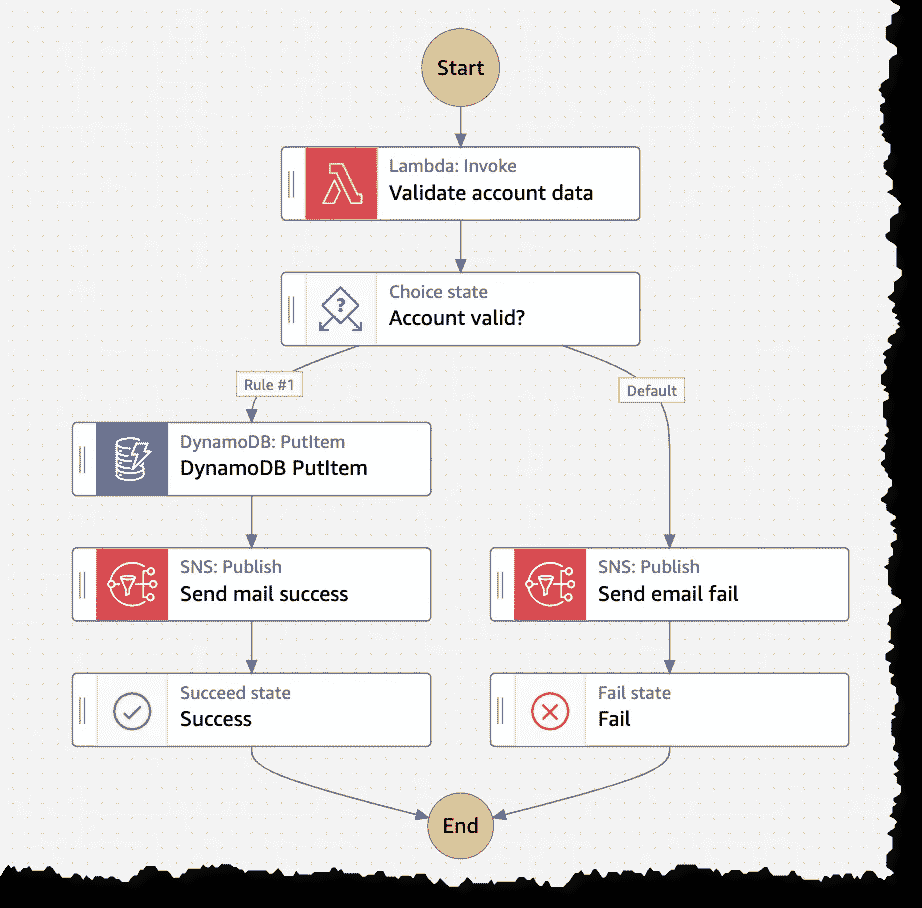 Start
Lambda: Invoke
Validate account data
Choice state
Account valid?
Rule #1
Default
DynamoDB: PutItem
DynamoDB PutItem
SNS: Publish
Send mail success
SNS: Publish
Send email fail
Succeed state
Success
Fail state
Fail
End